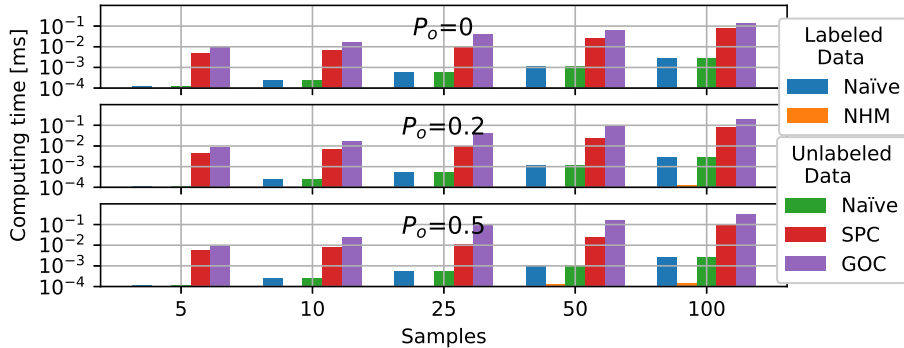 Computing time [ms]
P_o=0
10^-1
10^-2
10^-3
10^-4
P_o=0.2
10^-1
10^-2
10^-3
10^-4
P_o=0.5
10^-1
10^-2
10^-3
10^-4
5 10 25 50 100
Samples
Labeled
Data
Naïve
NHM
Unlabeled
Data
Naïve
SPC
GOC